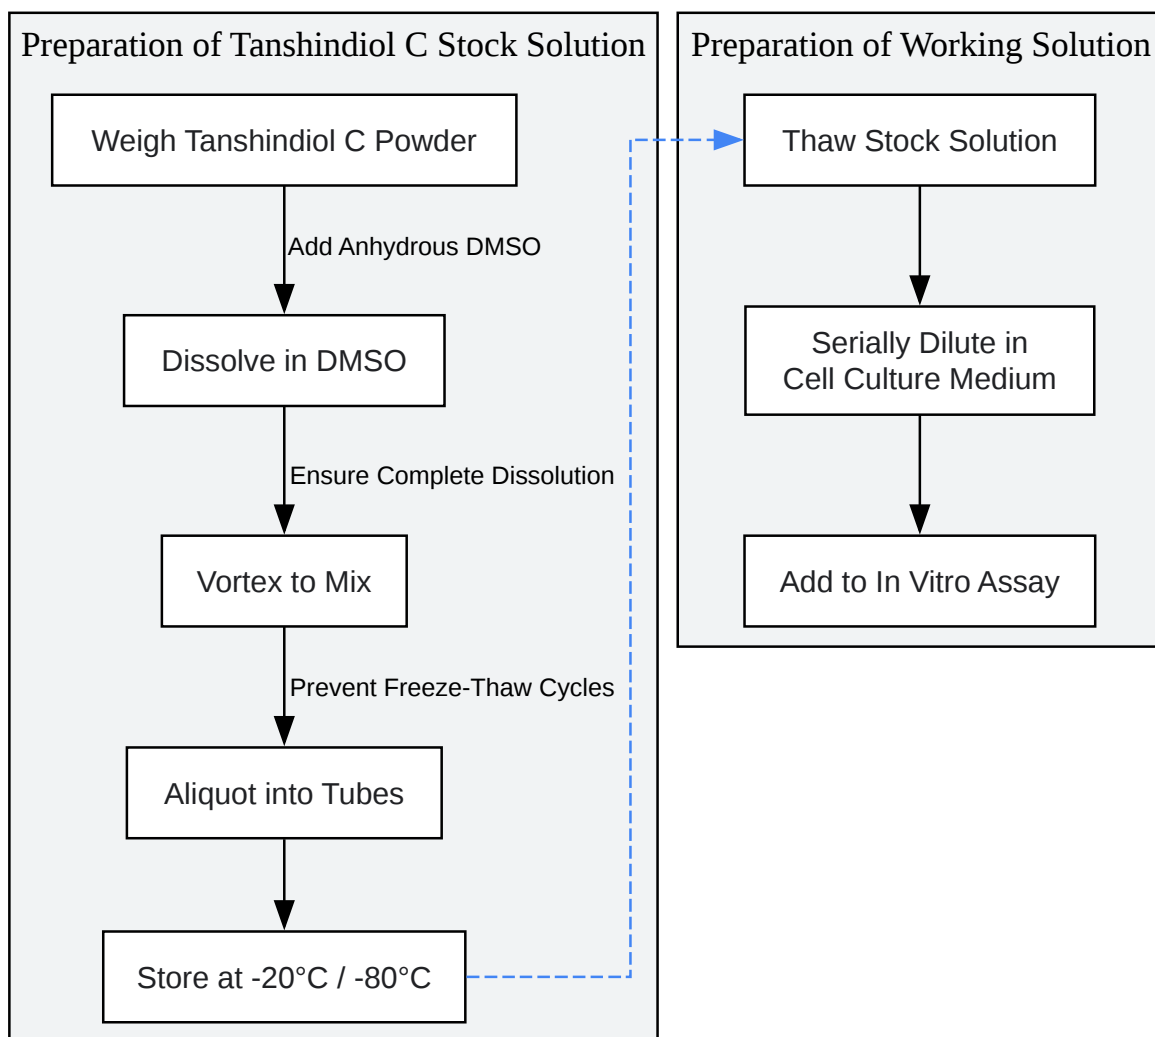 Preparation of Tanshindiol C Stock Solution
Weigh Tanshindiol C Powder
Add Anhydrous DMSO
Dissolve in DMSO
Ensure Complete Dissolution
Vortex to Mix
Prevent Freeze-Thaw Cycles
Aliquot into Tubes
Store at -20°C / -80°C
Preparation of Working Solution
Thaw Stock Solution
Serially Dilute in
Cell Culture Medium
Add to In Vitro Assay